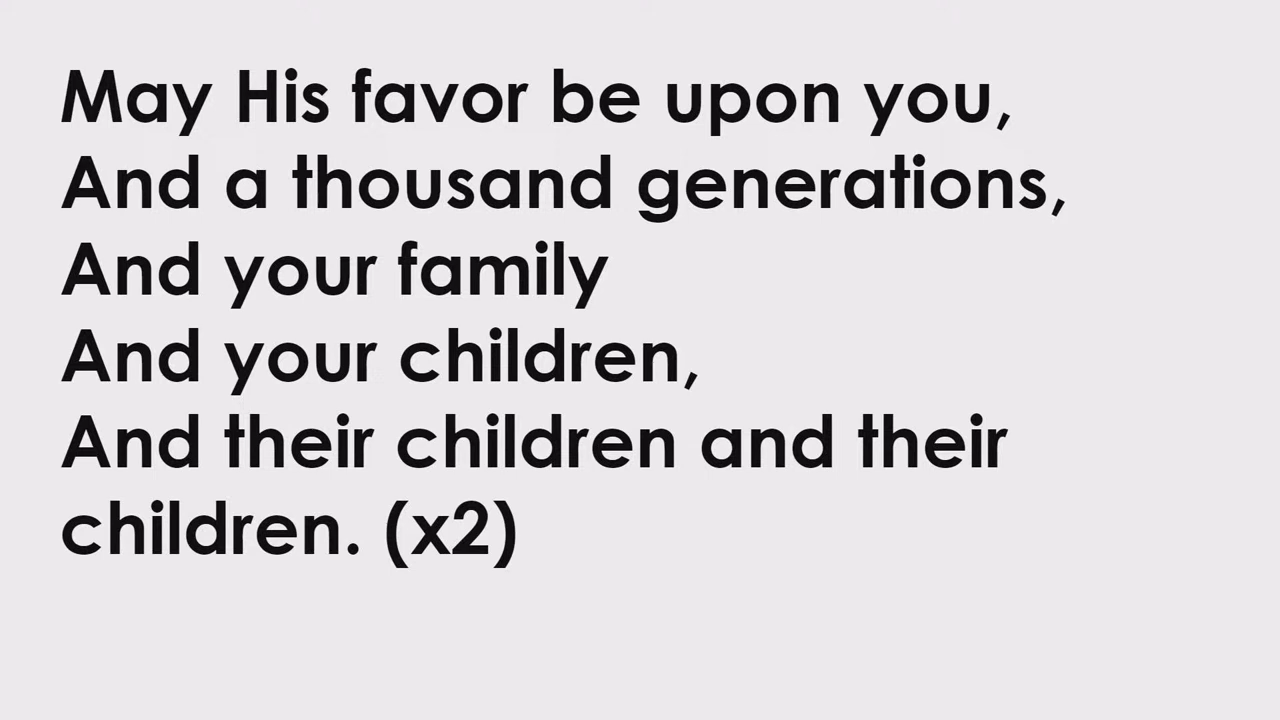 May His favor be upon you,
And a thousand generations,
And your family
And your children,
And their children and their
children. (x2)